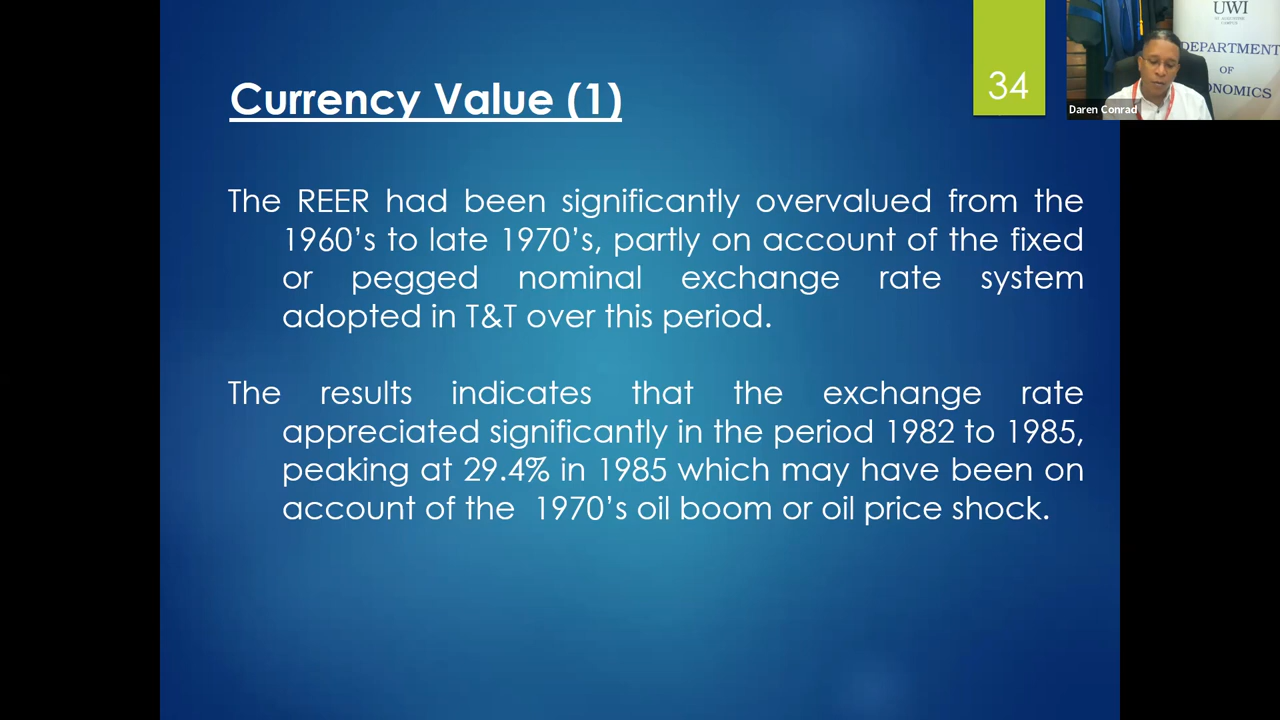 Currency Value (1)
34
UWI
DEPARTMENT
OF
ONOMICS
Daren Conrad
The REER had been significantly overvalued from the
1960’s to late 1970’s, partly on account of the fixed
or pegged nominal exchange rate system
adopted in T&T over this period.
The results indicates that the exchange rate
appreciated significantly in the period 1982 to 1985,
peaking at 29.4% in 1985 which may have been on
account of the 1970’s oil boom or oil price shock.